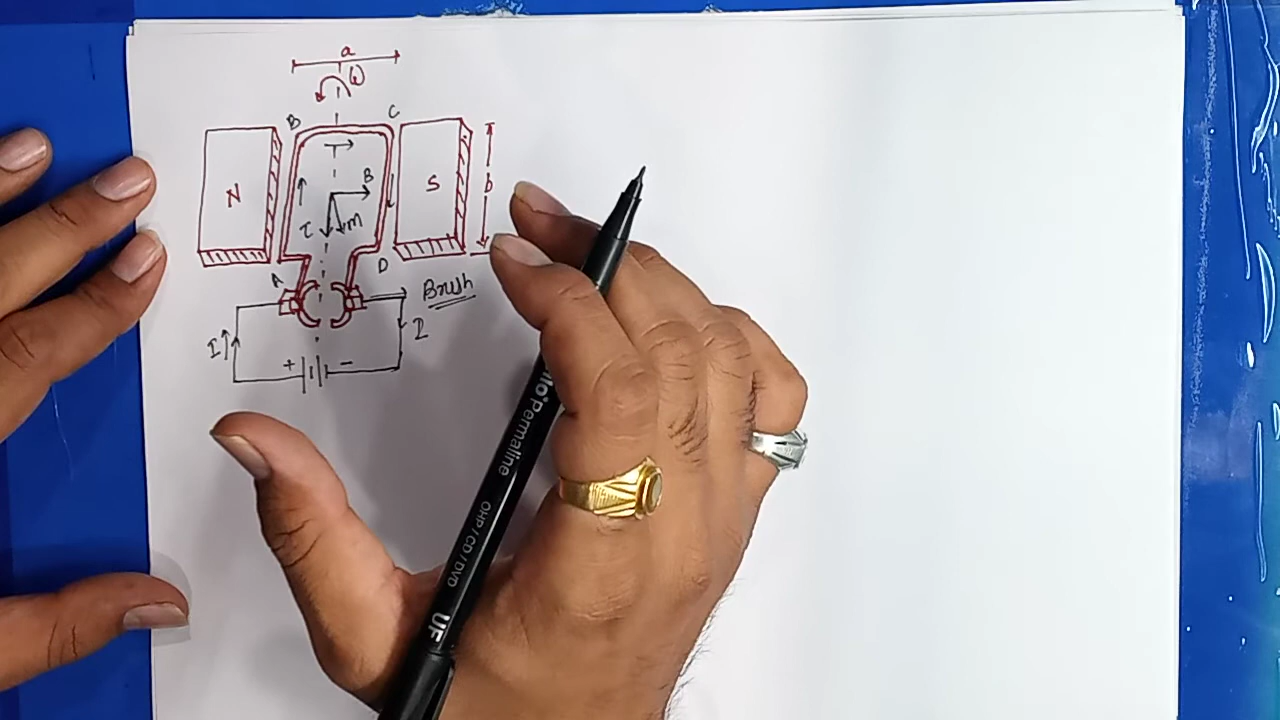 a
ω
B C
N S
B
τ m
b
A D
Brush
I I
+ −
Permaline
OHP/CD/DVD
UF